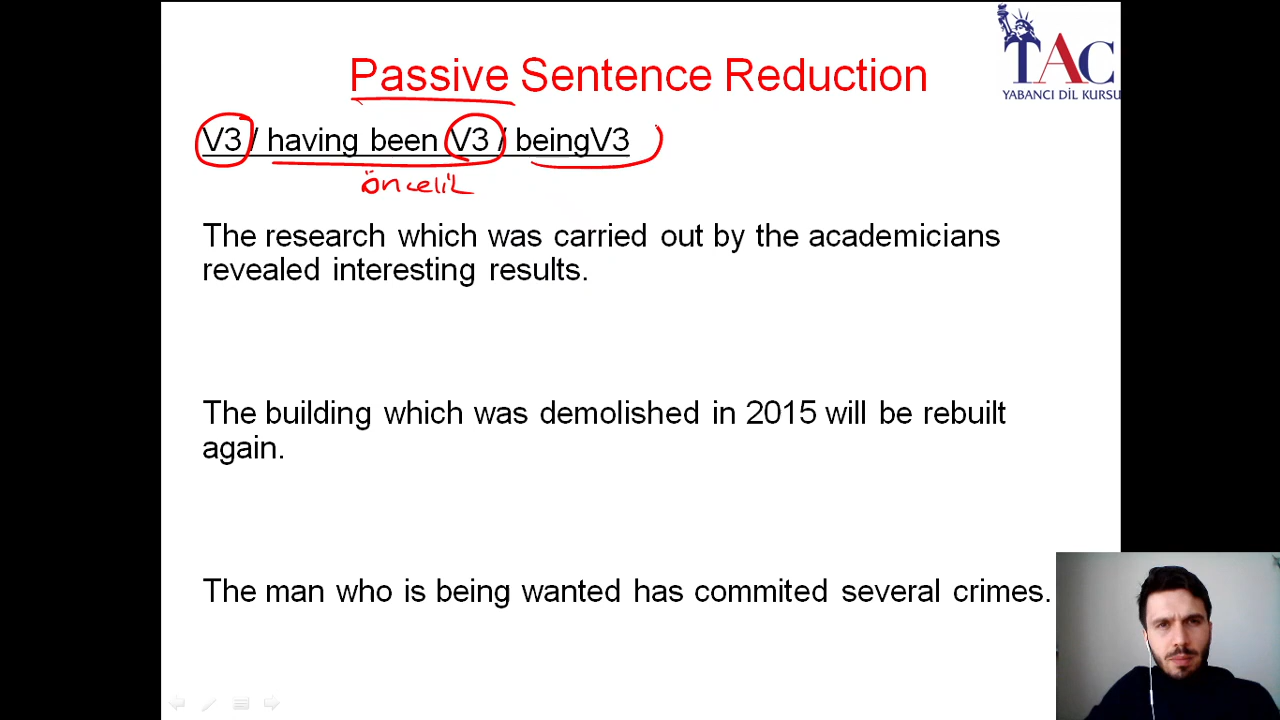 TAC
YABANCI DİL KURSU
Passive Sentence Reduction
V3 / having been V3 / beingV3
öncelik
The research which was carried out by the academicians
revealed interesting results.
The building which was demolished in 2015 will be rebuilt
again.
The man who is being wanted has commited several crimes.